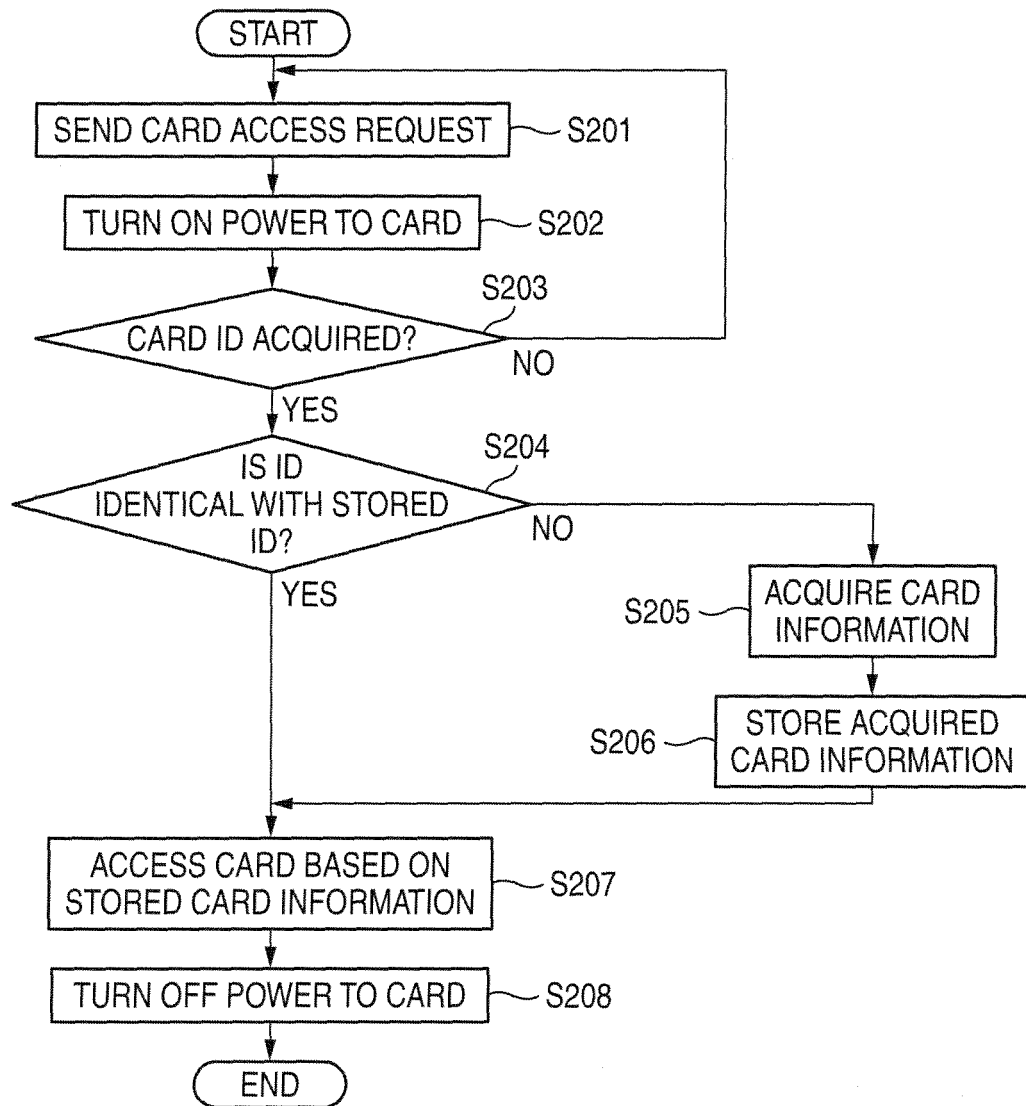 START
SEND CARD ACCESS REQUEST
S201
TURN ON POWER TO CARD
S202
S203
CARD ID ACQUIRED?
NO
YES
S204
IS ID
IDENTICAL WITH STORED
ID?
NO
YES
S205
ACQUIRE CARD
INFORMATION
S206
STORE ACQUIRED
CARD INFORMATION
ACCESS CARD BASED ON
STORED CARD INFORMATION
S207
TURN OFF POWER TO CARD
S208
END